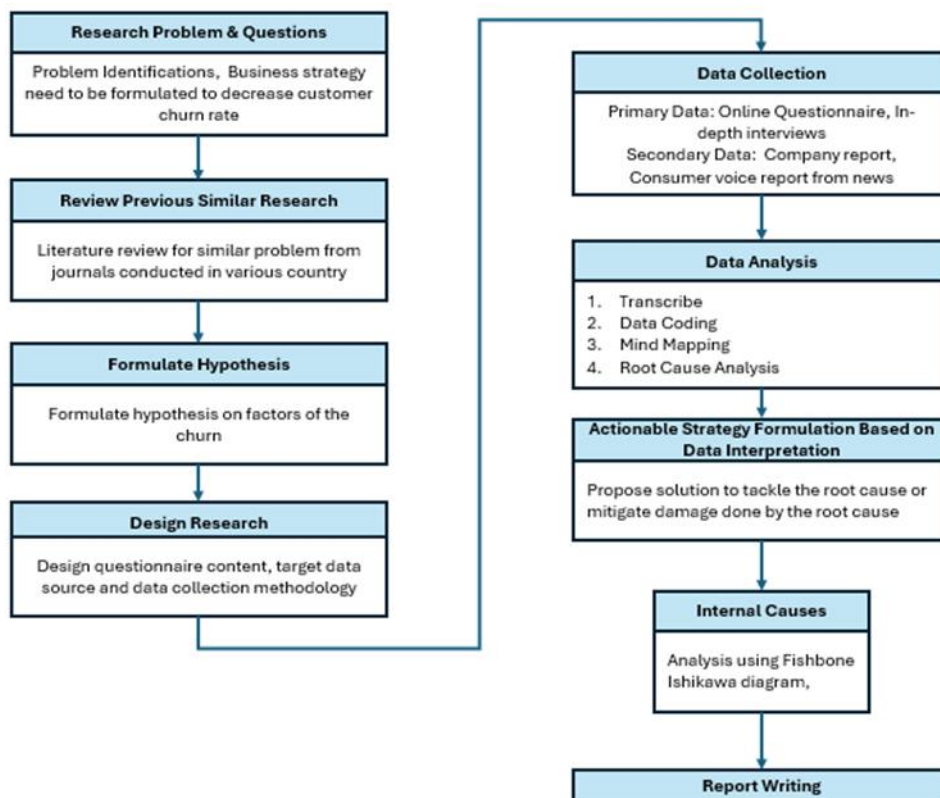 Research Problem & Questions
Problem Identifications, Business strategy
need to be formulated to decrease customer
churn rate
Review Previous Similar Research
Literature review for similar problem from
journals conducted in various country
Formulate Hypothesis
Formulate hypothesis on factors of the
churn
Design Research
Design questionnaire content, target data
source and data collection methodology
Data Collection
Primary Data: Online Questionnaire, In-
depth interviews
Secondary Data: Company report,
Consumer voice report from news
Data Analysis
1. Transcribe
2. Data Coding
3. Mind Mapping
4. Root Cause Analysis
Actionable Strategy Formulation Based on
Data Interpretation
Propose solution to tackle the root cause or
mitigate damage done by the root cause
Internal Causes
Analysis using Fishbone
Ishikawa diagram,
Report Writing